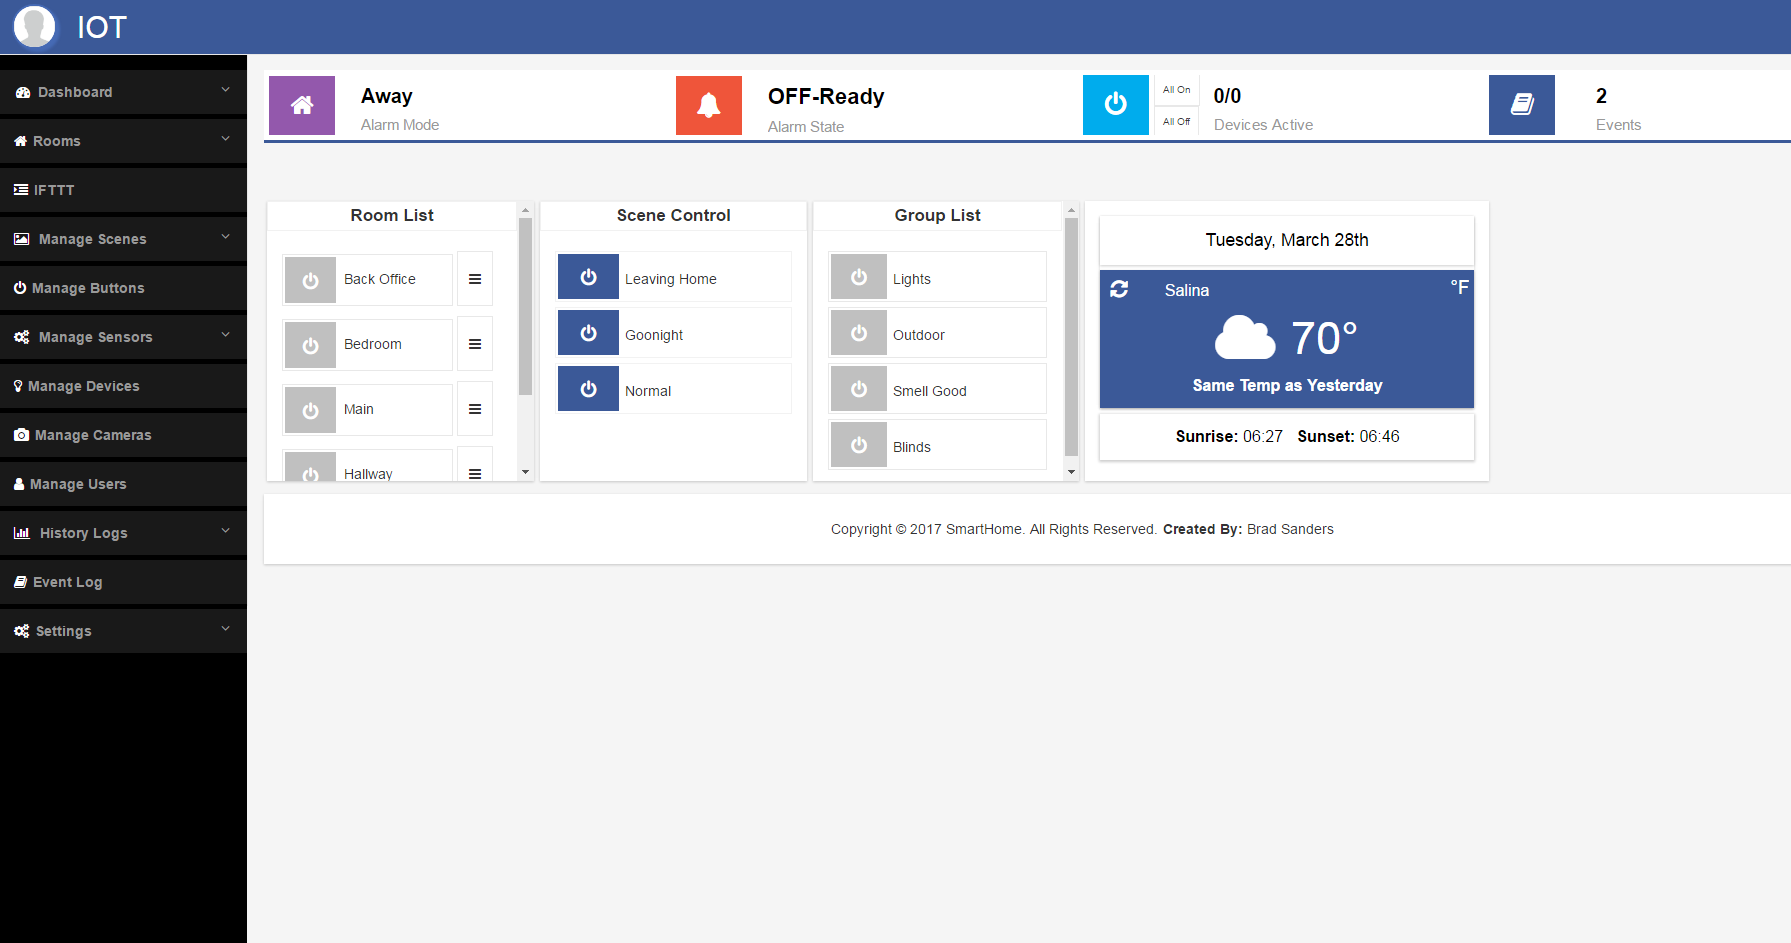 IOT
Dashboard
Rooms
IFTTT
Manage Scenes
Manage Buttons
Manage Sensors
Manage Devices
Manage Cameras
Manage Users
History Logs
Event Log
Settings
Away
Alarm Mode
OFF-Ready
Alarm State
All On
All Off
0/0
Devices Active
2
Events
Room List
Back Office
Bedroom
Main
Hallway
Scene Control
Leaving Home
Goonight
Normal
Group List
Lights
Outdoor
Smell Good
Blinds
Tuesday, March 28th
Salina °F
70°
Same Temp as Yesterday
Sunrise: 06:27 Sunset: 06:46
Copyright © 2017 SmartHome. All Rights Reserved. Created By: Brad Sanders